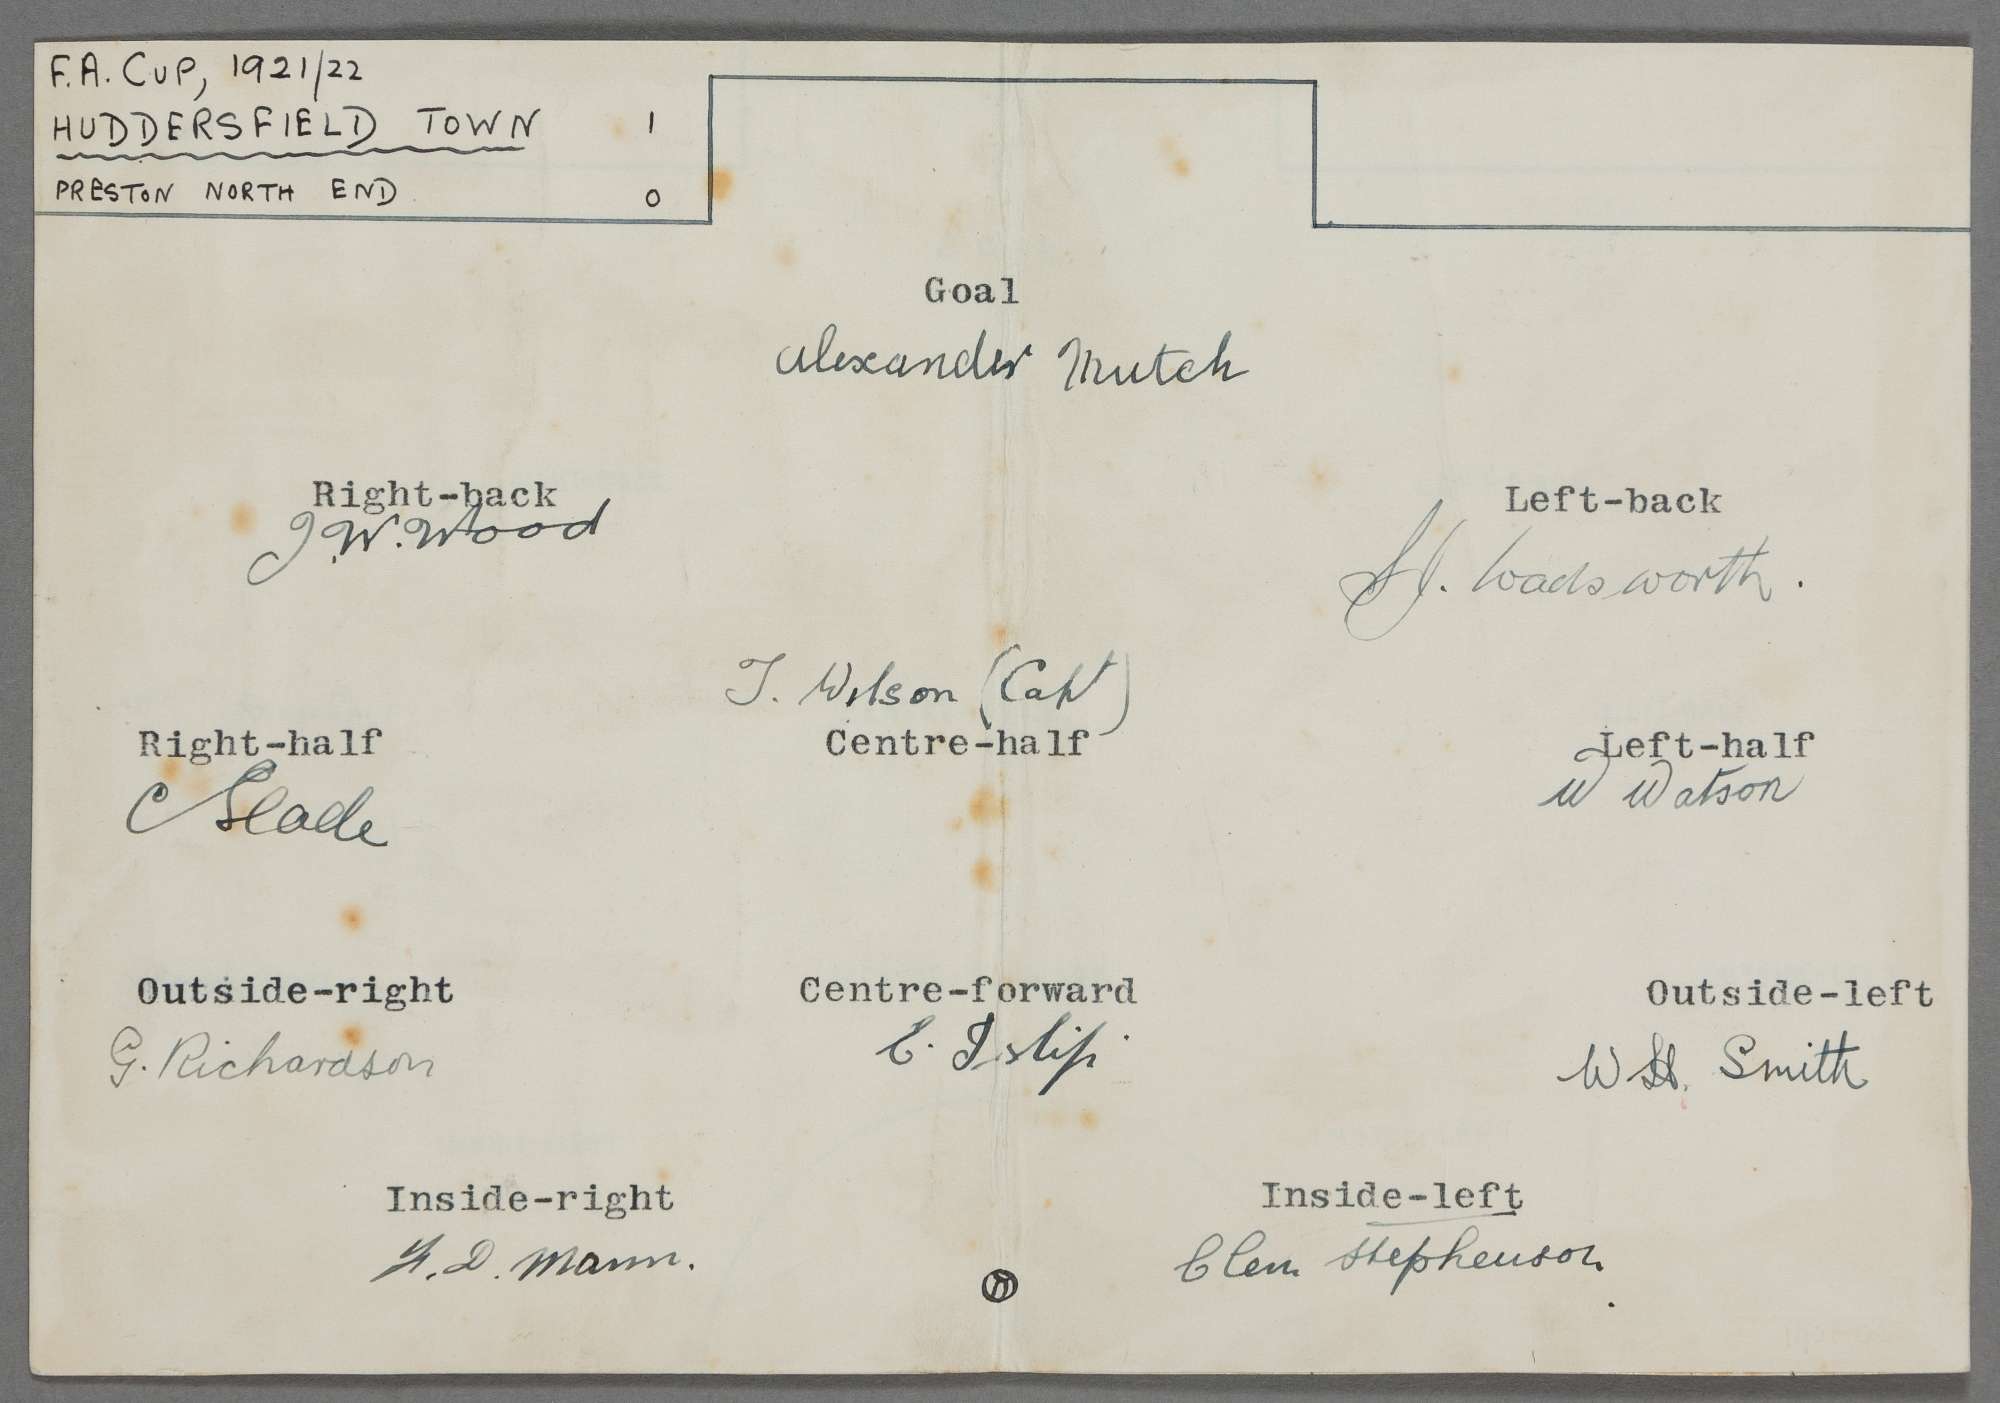 F.A. CUP, 1921/22
HUDDERSFIELD TOWN 1
PRESTON NORTH END 0
Goal
Alexander Mutch
Right-back Left-back
J.W. Wood S.J. Wadsworth.
T. Wilson (Capt)
Right-half Centre-half Left-half
C Slade W Watson
Outside-right Centre-forward Outside-left
G. Richardson E. Islip. W H. Smith
Inside-right Inside-left
F. D. Mann. Clem Stephenson.